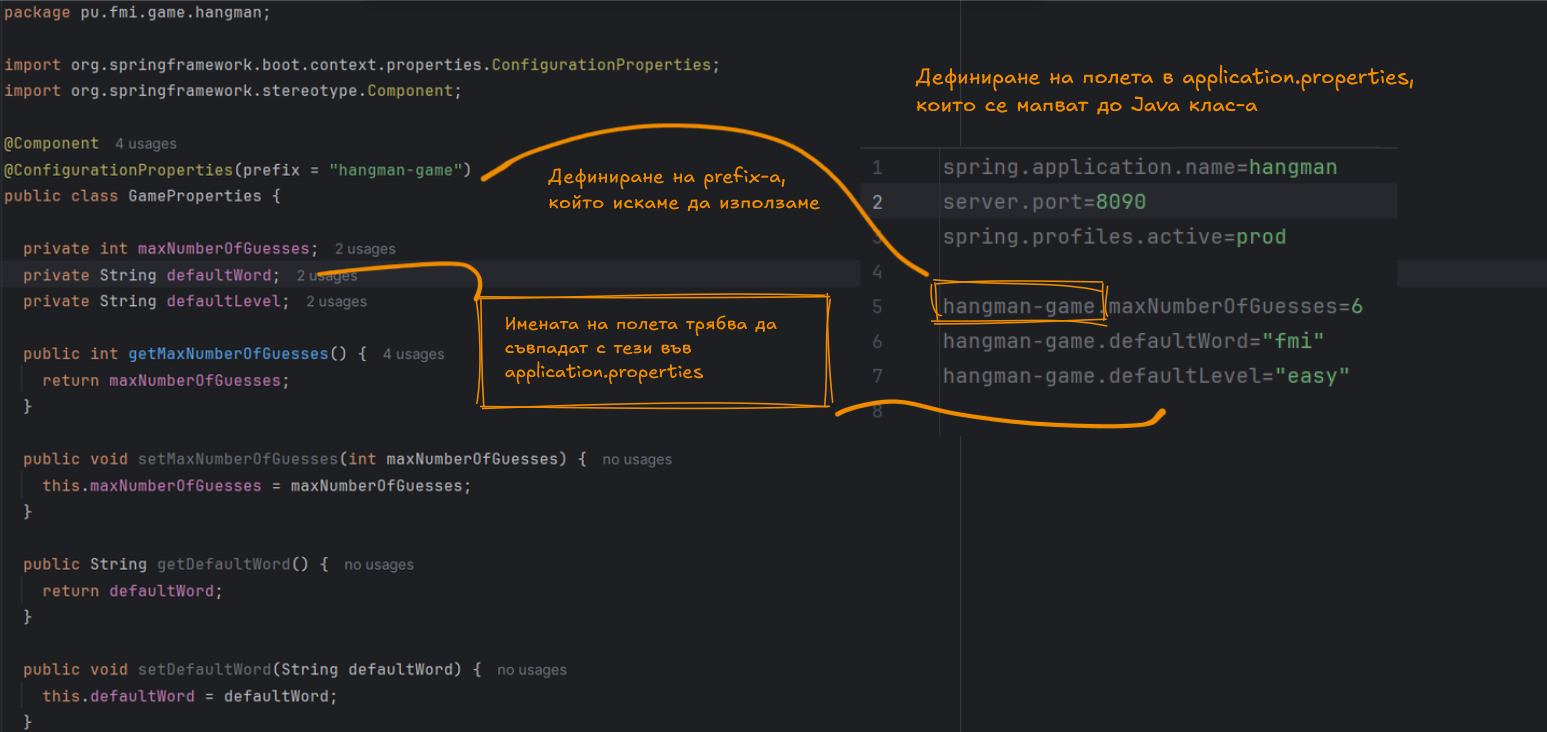 package pu.fmi.game.hangman;
import org.springframework.boot.context.properties.ConfigurationProperties;
import org.springframework.stereotype.Component;
@Component 4 usages
@ConfigurationProperties(prefix = "hangman-game")
public class GameProperties {
private int maxNumberOfGuesses; 2 usages
private String defaultWord; 2 usages
private String defaultLevel; 2 usages
public int getMaxNumberOfGuesses() { 4 usages
return maxNumberOfGuesses;
}
public void setMaxNumberOfGuesses(int maxNumberOfGuesses) { no usages
this.maxNumberOfGuesses = maxNumberOfGuesses;
}
public String getDefaultWord() { no usages
return defaultWord;
}
public void setDefaultWord(String defaultWord) { no usages
this.defaultWord = defaultWord;
}
Дефиниране на prefix-а,
който искаме да използаме
Имената на полета трябва да
съвпадат с тези във
application.properties
Дефиниране на полета в application.properties,
които се мапват до Java клас-а
1 spring.application.name=hangman
2 server.port=8090
3 spring.profiles.active=prod
4
5 hangman-game.maxNumberOfGuesses=6
6 hangman-game.defaultWord="fmi"
7 hangman-game.defaultLevel="easy"
8